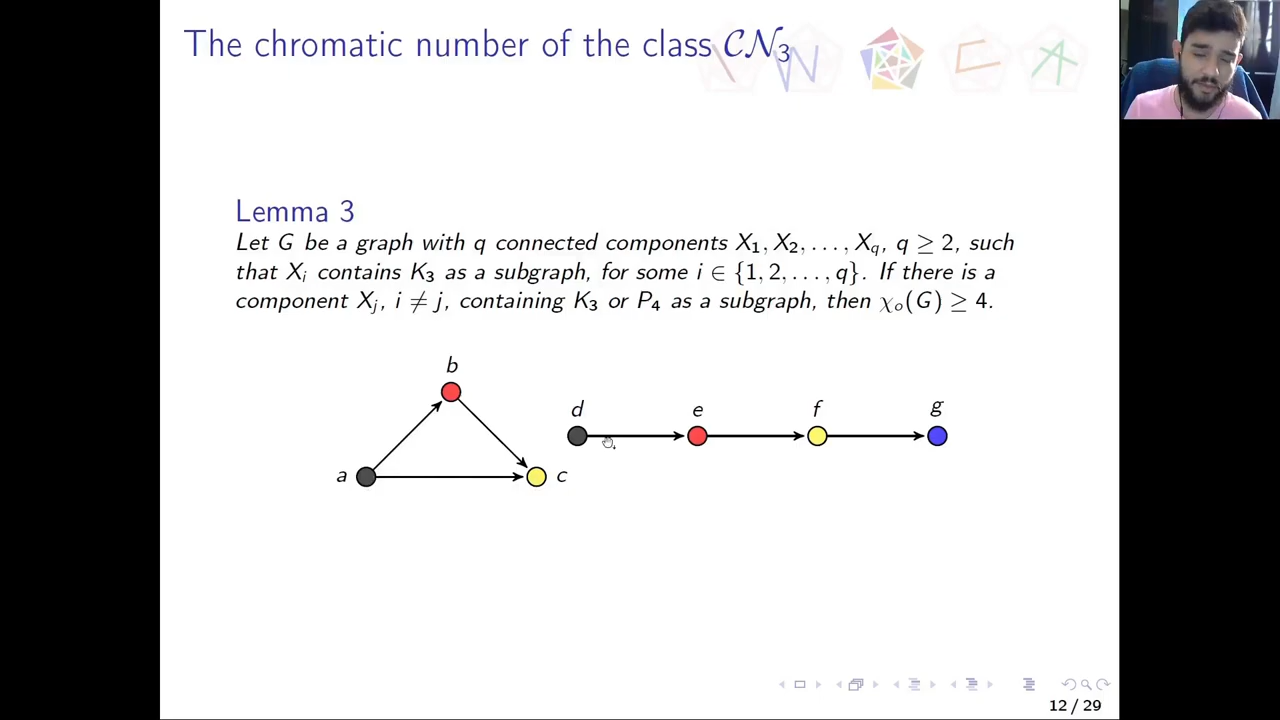 The chromatic number of the class 𝒞𝒩₃
Lemma 3
Let G be a graph with q connected components X₁, X₂, . . . , X_q, q ≥ 2, such
that Xᵢ contains K₃ as a subgraph, for some i ∈ {1, 2, . . . , q}. If there is a
component Xⱼ, i ≠ j, containing K₃ or P₄ as a subgraph, then χₒ(G) ≥ 4.
b
d e f g
a c
12 / 29